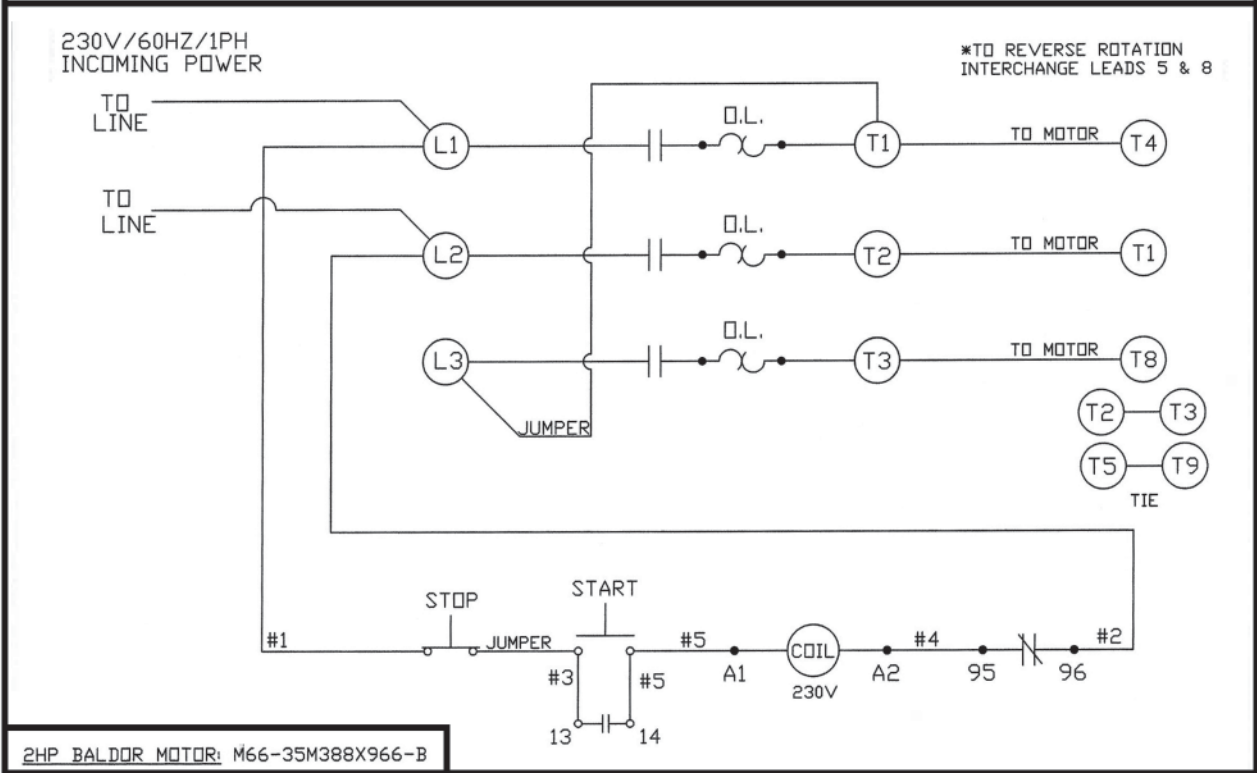 230V/60HZ/1PH
INCOMING POWER
*TO REVERSE ROTATION
INTERCHANGE LEADS 5 & 8
TO
LINE
L1
O.L.
T1
TO MOTOR
T4
TO
LINE
L2
O.L.
T2
TO MOTOR
T1
L3
O.L.
T3
TO MOTOR
T8
JUMPER
T2
T3
T5
T9
TIE
STOP
START
#1
JUMPER
#3
#5
#5
A1
COIL
230V
A2
#4
95
96
#2
13
14
2HP BALDOR MOTOR: M66-35M388X966-B